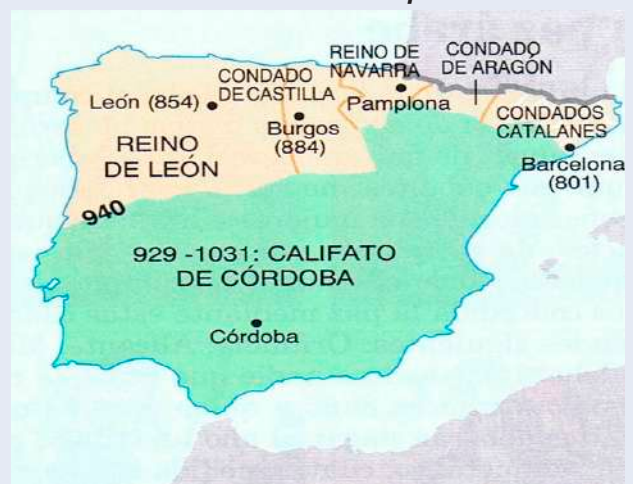 REINO DE
NAVARRA
CONDADO
DE ARAGÓN
CONDADO
DE CASTILLA
León (854)
Pamplona
Burgos
(884)
CONDADOS
CATALANES
REINO
DE LEÓN
Barcelona
(801)
940
929 -1031: CALIFATO
DE CÓRDOBA
Córdoba